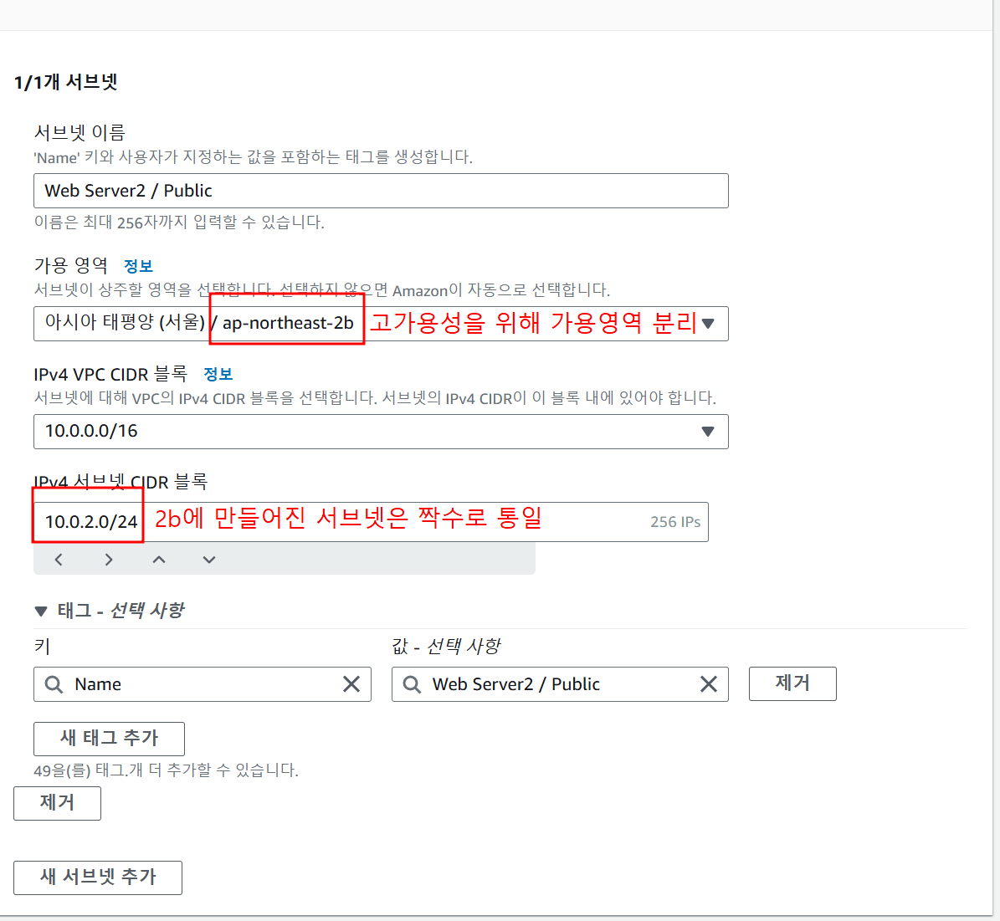 1/1개 서브넷
서브넷 이름
'Name' 키와 사용자가 지정하는 값을 포함하는 태그를 생성합니다.
Web Server2 / Public
이름은 최대 256자까지 입력할 수 있습니다.
가용 영역 정보
서브넷이 상주할 영역을 선택합니다. 선택하지 않으면 Amazon이 자동으로 선택합니다.
아시아 태평양 (서울) / ap-northeast-2b 고가용성을 위해 가용영역 분리
IPv4 VPC CIDR 블록 정보
서브넷에 대해 VPC의 IPv4 CIDR 블록을 선택합니다. 서브넷의 IPv4 CIDR이 이 블록 내에 있어야 합니다.
10.0.0.0/16
IPv4 서브넷 CIDR 블록
10.0.2.0/24 2b에 만들어진 서브넷은 짝수로 통일 256 IPs
태그 - 선택 사항
키 값 - 선택 사항
Name Web Server2 / Public 제거
새 태그 추가
49을(를) 태그.개 더 추가할 수 있습니다.
제거
새 서브넷 추가